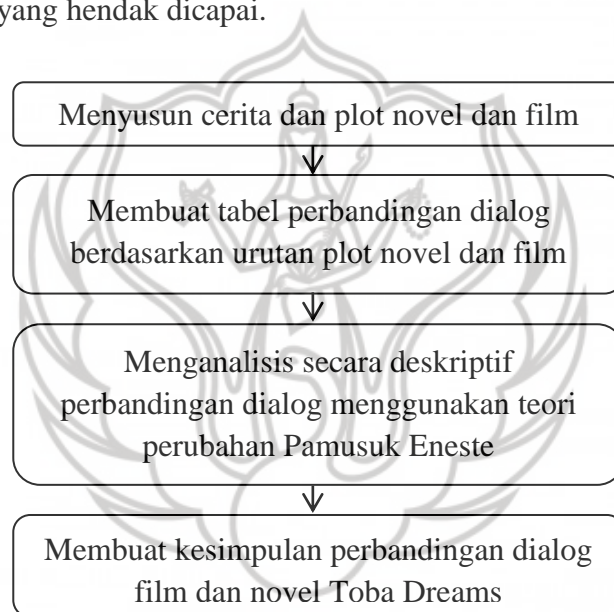 yang hendak dicapai.
Menyusun cerita dan plot novel dan film
Membuat tabel perbandingan dialog
berdasarkan urutan plot novel dan film
Menganalisis secara deskriptif
perbandingan dialog menggunakan teori
perubahan Pamusuk Eneste
Membuat kesimpulan perbandingan dialog
film dan novel Toba Dreams